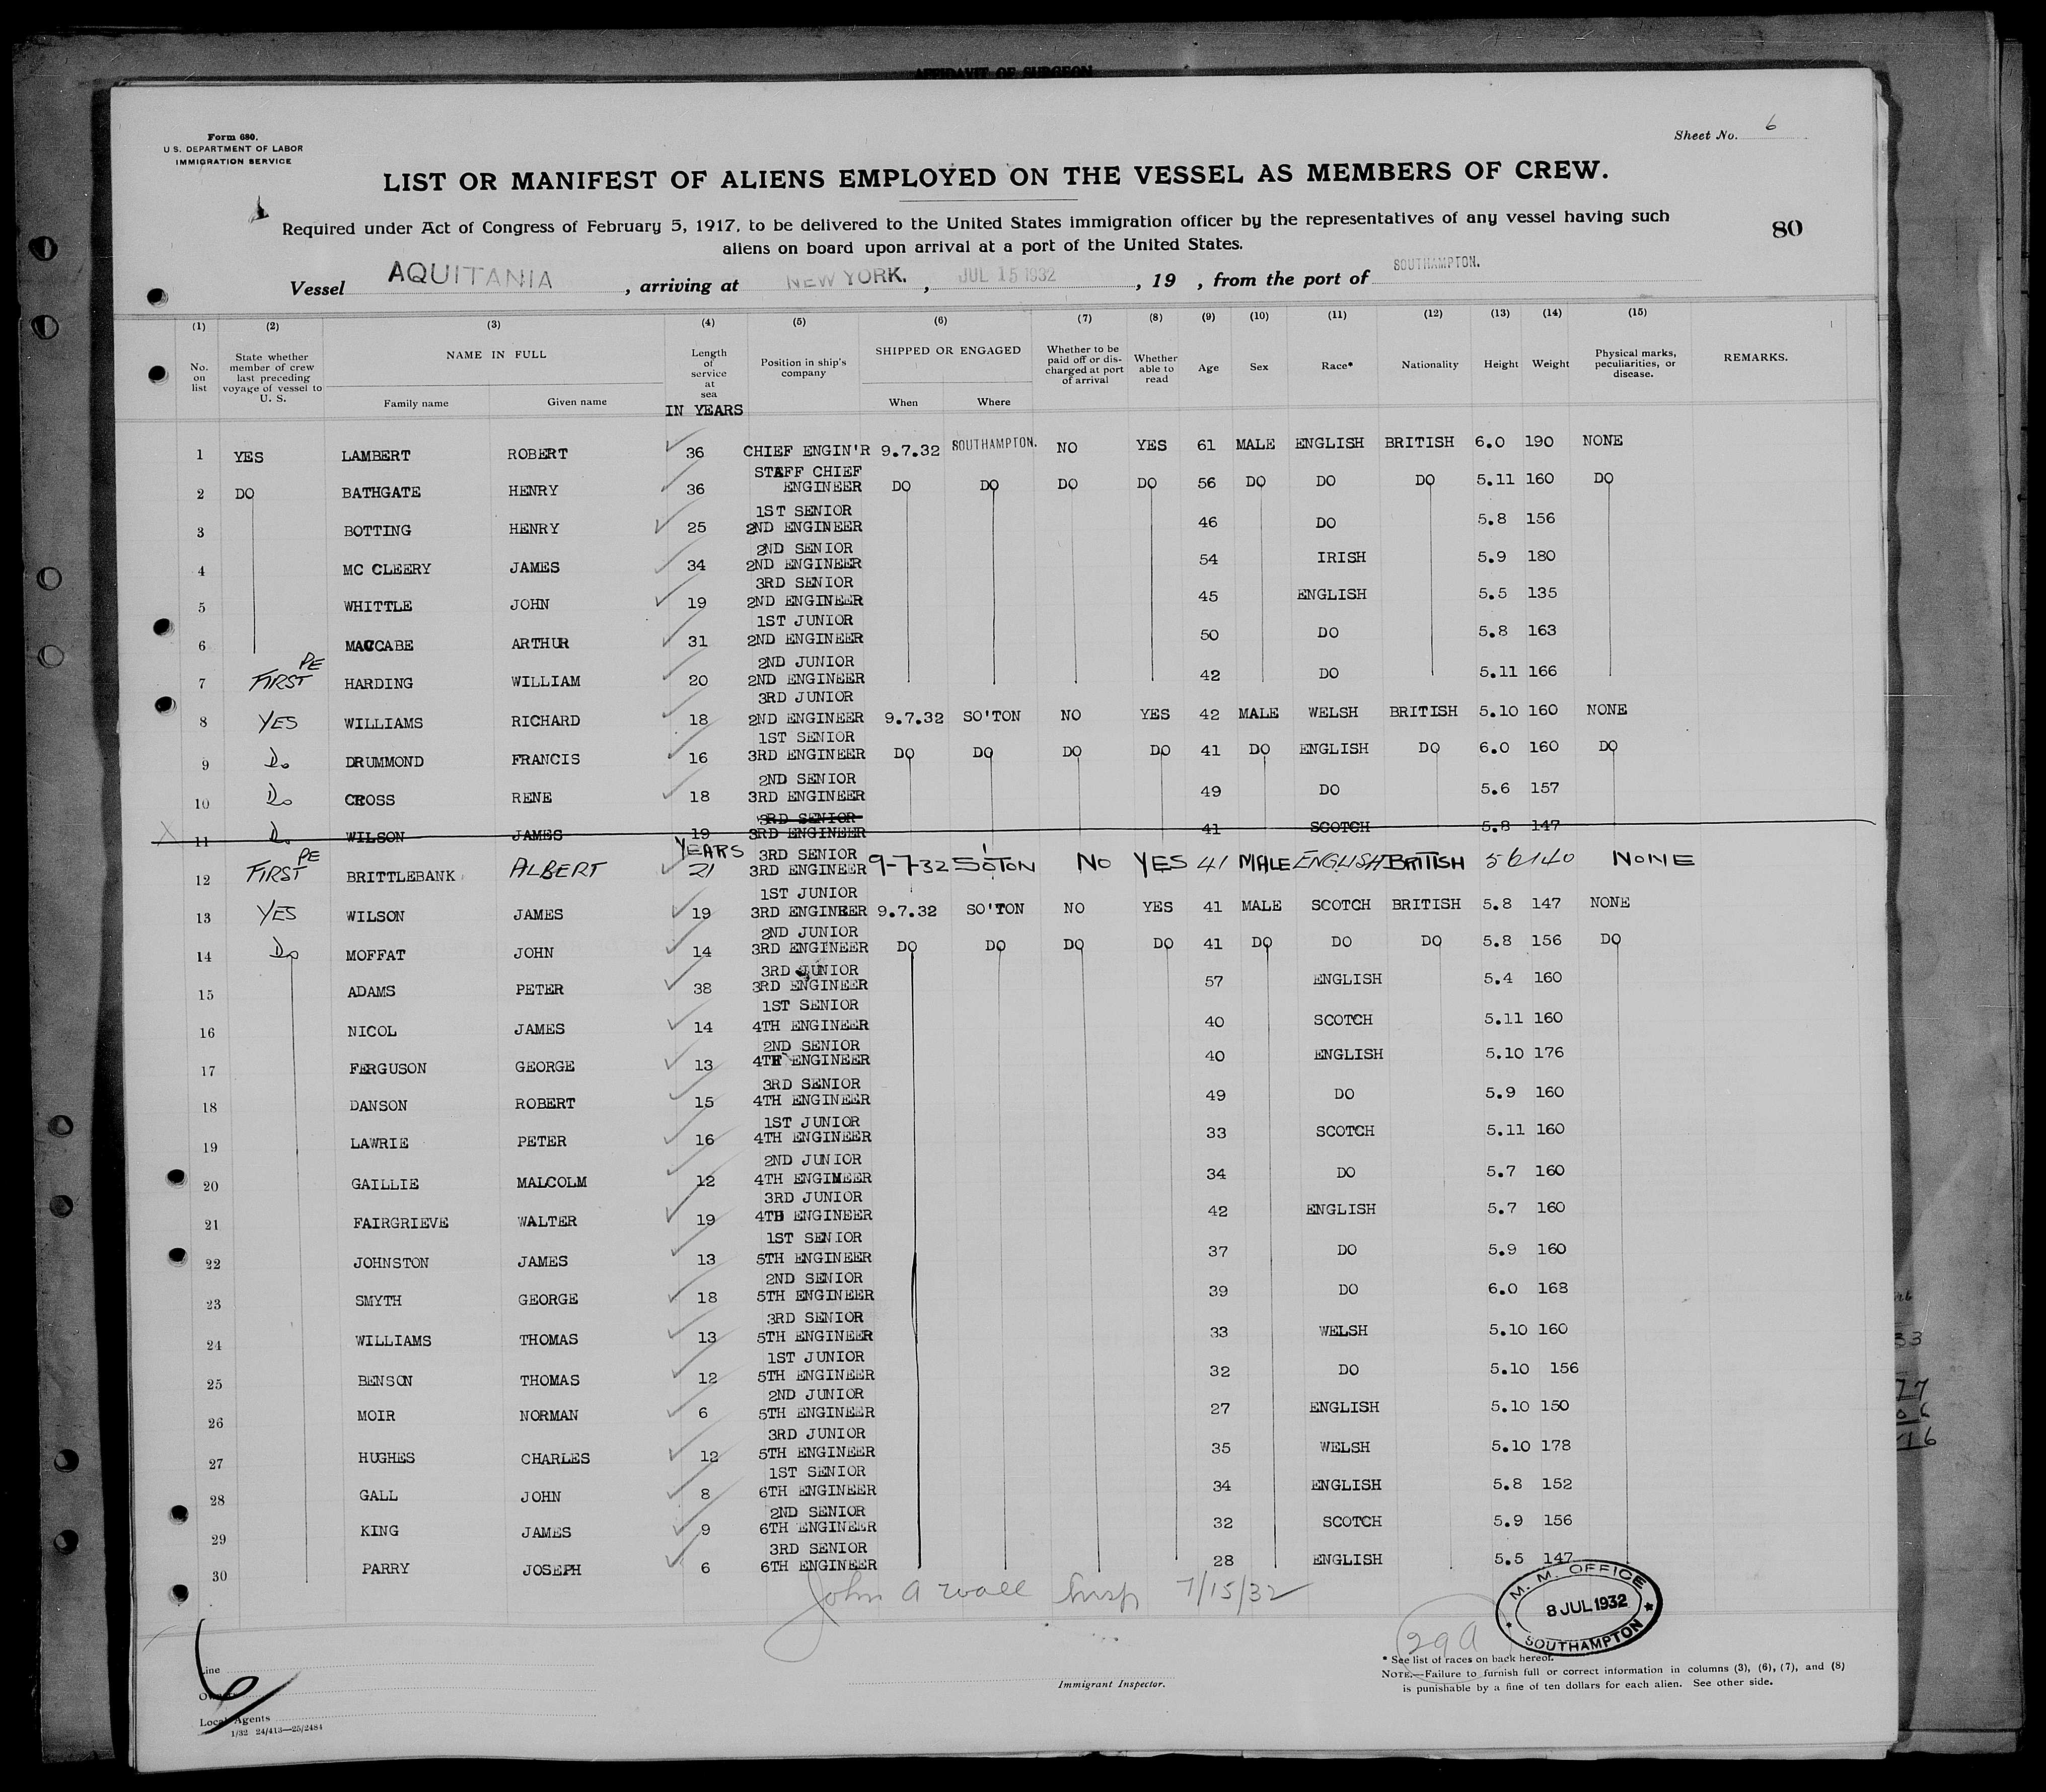 AFFIDAVIT OF SURGEON
Form 680.
U. S. DEPARTMENT OF LABOR
IMMIGRATION SERVICE
Sheet No. 6
LIST OR MANIFEST OF ALIENS EMPLOYED ON THE VESSEL AS MEMBERS OF CREW.
Required under Act of Congress of February 5, 1917, to be delivered to the United States immigration officer by the representatives of any vessel having such
aliens on board upon arrival at a port of the United States.
80
Vessel AQUITANIA, arriving at NEW YORK., JUL 15 1932, 19 , from the port of SOUTHAMPTON.
(1) (2) (3) (4) (5) (6) (7) (8) (9) (10) (11) (12) (13) (14) (15)
No. on list
State whether member of crew last preceding voyage of vessel to U. S.
NAME IN FULL
Family name Given name
Length of service at sea
IN YEARS
Position in ship's company
SHIPPED OR ENGAGED
When Where
Whether to be paid off or discharged at port of arrival
Whether able to read
Age Sex Race* Nationality Height Weight
Physical marks, peculiarities, or disease.
REMARKS.
1 YES LAMBERT ROBERT 36 CHIEF ENGIN'R 9.7.32 SOUTHAMPTON. NO YES 61 MALE ENGLISH BRITISH 6.0 190 NONE
2 DO BATHGATE HENRY 36 STAFF CHIEF ENGINEER DO DO DO DO 56 DO DO DO 5.11 160 DO
3 BOTTING HENRY 25 1ST SENIOR 2ND ENGINEER 46 DO 5.8 156
4 MC CLEERY JAMES 34 2ND SENIOR 2ND ENGINEER 54 IRISH 5.9 180
5 WHITTLE JOHN 19 3RD SENIOR 2ND ENGINEER 45 ENGLISH 5.5 135
6 MACCABE ARTHUR 31 1ST JUNIOR 2ND ENGINEER 50 DO 5.8 163
7 FIRST PE HARDING WILLIAM 20 2ND JUNIOR 2ND ENGINEER 42 DO 5.11 166
8 YES WILLIAMS RICHARD 18 3RD JUNIOR 2ND ENGINEER 9.7.32 SO'TON NO YES 42 MALE WELSH BRITISH 5.10 160 NONE
9 Do DRUMMOND FRANCIS 16 1ST SENIOR 3RD ENGINEER DO DO DO DO 41 DO ENGLISH DO 6.0 160 DO
10 Do CROSS RENE 18 2ND SENIOR 3RD ENGINEER 49 DO 5.6 157
X 11 Do WILSON JAMES 19 3RD SENIOR 3RD ENGINEER 41 SCOTCH 5.8 147
12 FIRST PE BRITTLEBANK ALBERT YEARS 21 3RD SENIOR 3RD ENGINEER 9-7-32 SO'TON NO YES 41 MALE ENGLISH BRITISH 5 6 140 NONE
13 YES WILSON JAMES 19 1ST JUNIOR 3RD ENGINEER 9.7.32 SO'TON NO YES 41 MALE SCOTCH BRITISH 5.8 147 NONE
14 Do MOFFAT JOHN 14 2ND JUNIOR 3RD ENGINEER DO DO DO DO 41 DO DO DO 5.8 156 DO
15 ADAMS PETER 38 3RD JUNIOR 3RD ENGINEER 57 ENGLISH 5.4 160
16 NICOL JAMES 14 1ST SENIOR 4TH ENGINEER 40 SCOTCH 5.11 160
17 FERGUSON GEORGE 13 2ND SENIOR 4TH ENGINEER 40 ENGLISH 5.10 176
18 DANSON ROBERT 15 3RD SENIOR 4TH ENGINEER 49 DO 5.9 160
19 LAWRIE PETER 16 1ST JUNIOR 4TH ENGINEER 33 SCOTCH 5.11 160
20 GAILLIE MALCOLM 12 2ND JUNIOR 4TH ENGINEER 34 DO 5.7 160
21 FAIRGRIEVE WALTER 19 3RD JUNIOR 4TH ENGINEER 42 ENGLISH 5.7 160
22 JOHNSTON JAMES 13 1ST SENIOR 5TH ENGINEER 37 DO 5.9 160
23 SMYTH GEORGE 18 2ND SENIOR 5TH ENGINEER 39 DO 6.0 168
24 WILLIAMS THOMAS 13 3RD SENIOR 5TH ENGINEER 33 WELSH 5.10 160
25 BENSON THOMAS 12 1ST JUNIOR 5TH ENGINEER 32 DO 5.10 156
26 MOIR NORMAN 6 2ND JUNIOR 5TH ENGINEER 27 ENGLISH 5.10 150
27 HUGHES CHARLES 12 3RD JUNIOR 5TH ENGINEER 35 WELSH 5.10 178
28 GALL JOHN 8 1ST SENIOR 6TH ENGINEER 34 ENGLISH 5.8 152
29 KING JAMES 9 2ND SENIOR 6TH ENGINEER 32 SCOTCH 5.9 156
30 PARRY JOSEPH 6 3RD SENIOR 6TH ENGINEER 28 ENGLISH 5.5 147
John A Wall Insp 7/15/32
M. M. OFFICE
8 JUL 1932
SOUTHAMPTON
29A
6
Line
Owners
Local Agents
1/32 24/413—25/2484
Immigrant Inspector.
* See list of races on back hereof.
NOTE.—Failure to furnish full or correct information in columns (3), (6), (7), and (8)
is punishable by a fine of ten dollars for each alien. See other side.